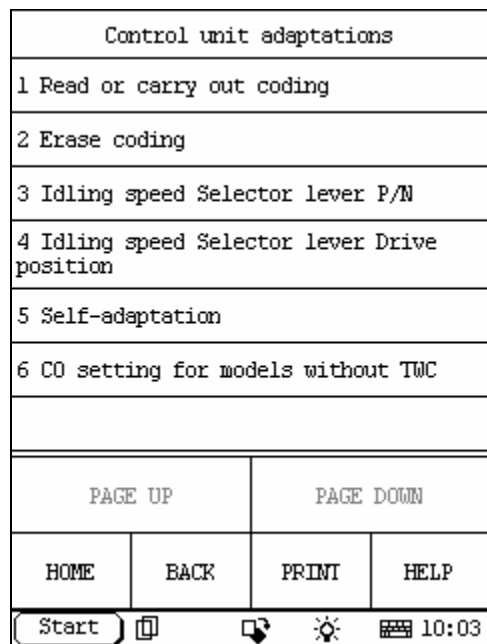 Control unit adaptations
1 Read or carry out coding
2 Erase coding
3 Idling speed Selector lever P/N
4 Idling speed Selector lever Drive
position
5 Self-adaptation
6 CO setting for models without TWC
PAGE UP PAGE DOWN
HOME BACK PRINT HELP
Start 10:03